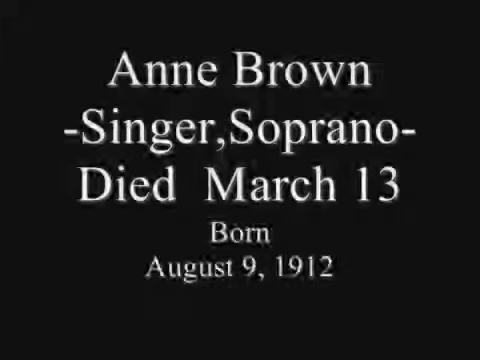 Anne Brown
-Singer,Soprano-
Died March 13
Born
August 9, 1912